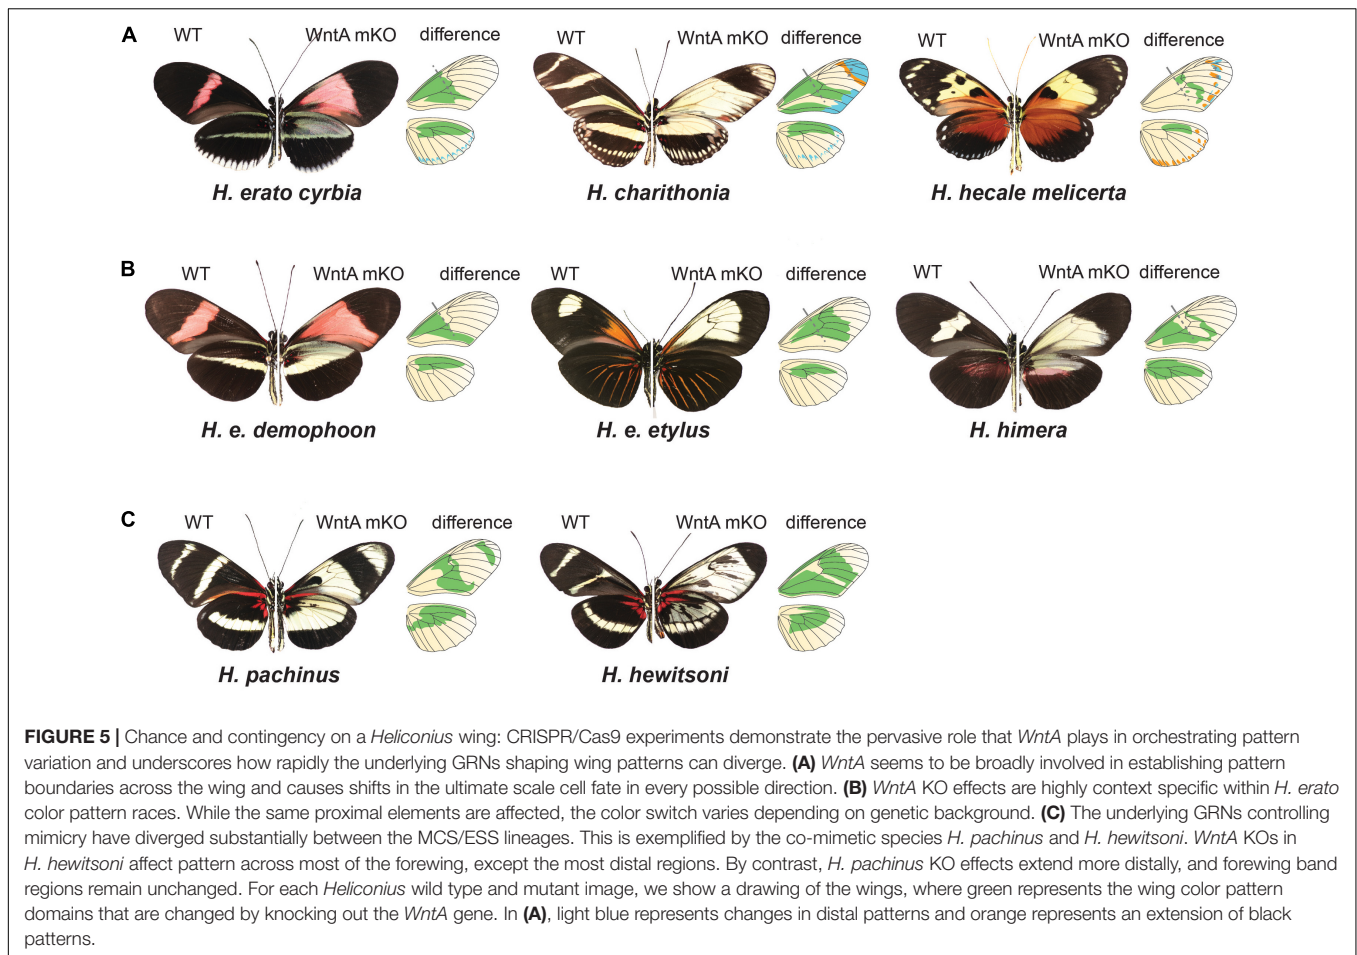 A WT WntA mKO difference WT WntA mKO difference WT WntA mKO difference
H. erato cyrbia H. charithonia H. hecale melicerta
B WT WntA mKO difference WT WntA mKO difference WT WntA mKO difference
H. e. demophoon H. e. etylus H. himera
C WT WntA mKO difference WT WntA mKO difference
H. pachinus H. hewitsoni
FIGURE 5 | Chance and contingency on a Heliconius wing: CRISPR/Cas9 experiments demonstrate the pervasive role that WntA plays in orchestrating pattern
variation and underscores how rapidly the underlying GRNs shaping wing patterns can diverge. (A) WntA seems to be broadly involved in establishing pattern
boundaries across the wing and causes shifts in the ultimate scale cell fate in every possible direction. (B) WntA KO effects are highly context specific within H. erato
color pattern races. While the same proximal elements are affected, the color switch varies depending on genetic background. (C) The underlying GRNs controlling
mimicry have diverged substantially between the MCS/ESS lineages. This is exemplified by the co-mimetic species H. pachinus and H. hewitsoni. WntA KOs in
H. hewitsoni affect pattern across most of the forewing, except the most distal regions. By contrast, H. pachinus KO effects extend more distally, and forewing band
regions remain unchanged. For each Heliconius wild type and mutant image, we show a drawing of the wings, where green represents the wing color pattern
domains that are changed by knocking out the WntA gene. In (A), light blue represents changes in distal patterns and orange represents an extension of black
patterns.